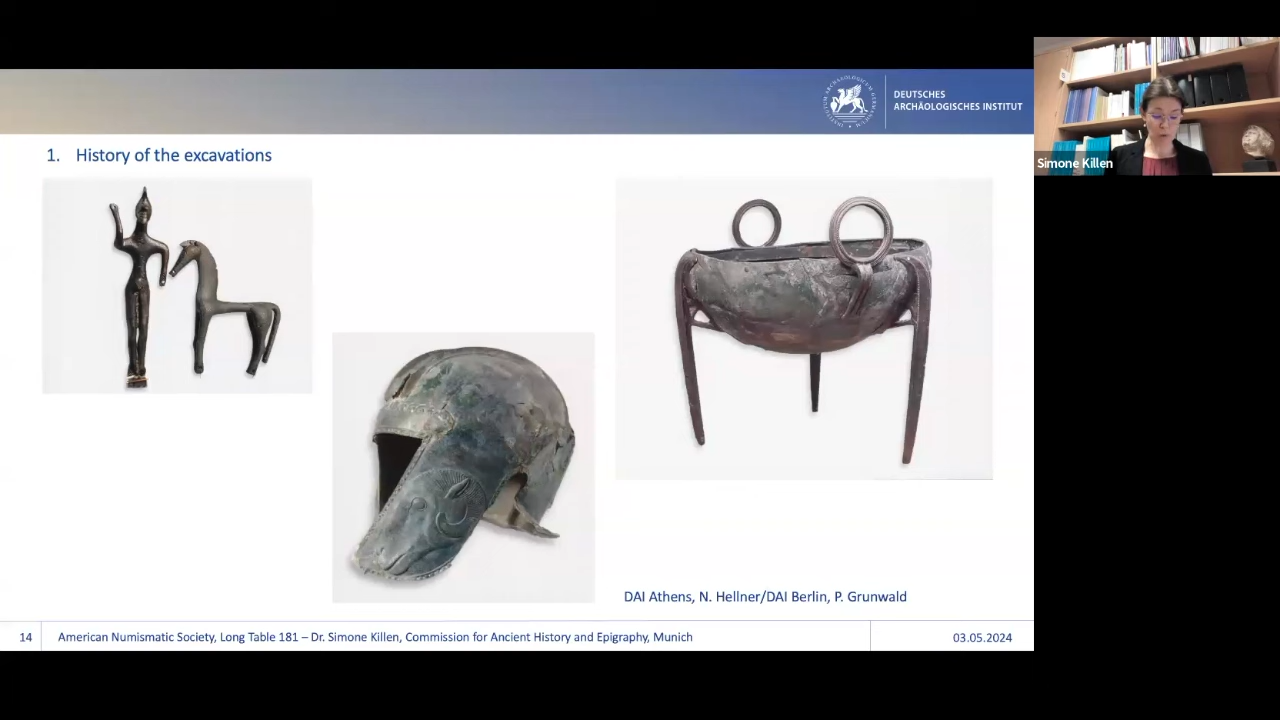 DEUTSCHES
ARCHÄOLOGISCHES INSTITUT
1. History of the excavations
Simone Killen
DAI Athens, N. Hellner/DAI Berlin, P. Grunwald
14 American Numismatic Society, Long Table 181 – Dr. Simone Killen, Commission for Ancient History and Epigraphy, Munich 03.05.2024